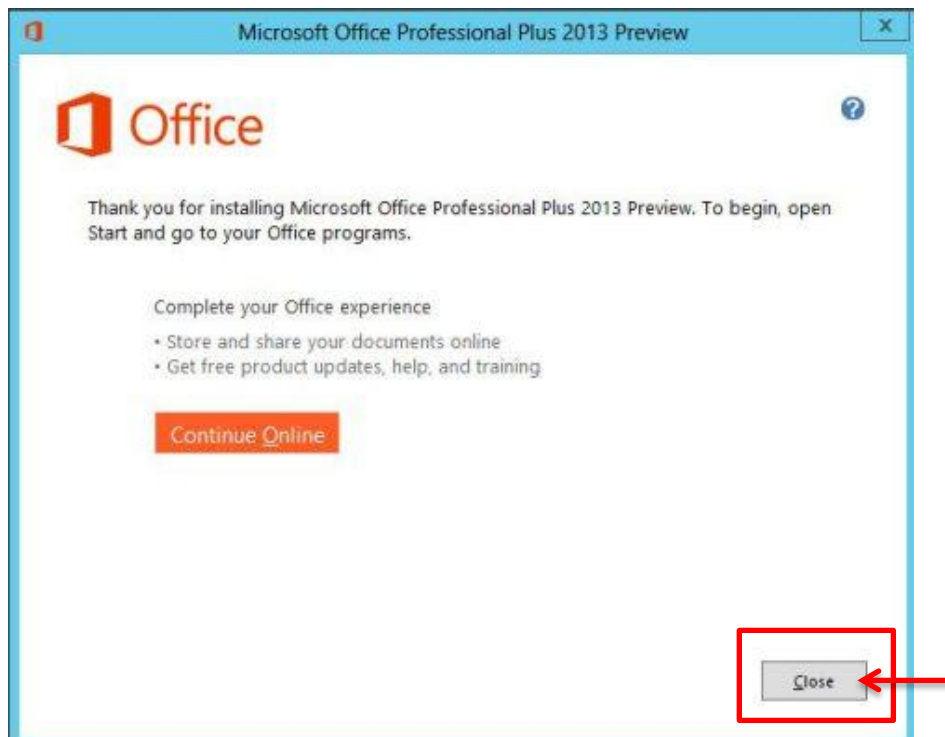 Microsoft Office Professional Plus 2013 Preview
x
Office
?
Thank you for installing Microsoft Office Professional Plus 2013 Preview. To begin, open
Start and go to your Office programs.
Complete your Office experience
• Store and share your documents online
• Get free product updates, help, and training
Continue Online
Close